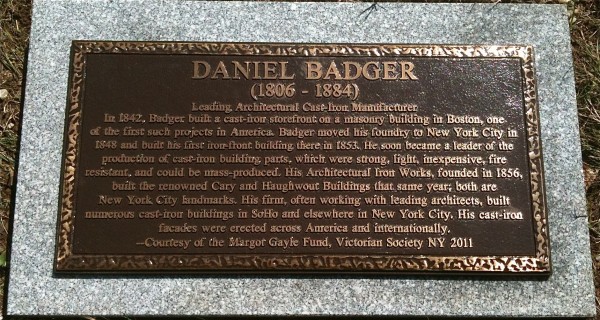 DANIEL BADGER
(1806 - 1884)
Leading Architectural Cast-Iron Manufacturer
In 1842, Badger built a cast-iron storefront on a masonry building in Boston, one
of the first such projects in America. Badger moved his foundry to New York City in
1848 and built his first iron-front building there in 1853. He soon became a leader of the
production of cast-iron building parts, which were strong, light, inexpensive, fire
resistant, and could be mass-produced. His Architectural Iron Works, founded in 1856,
built the renowned Cary and Haughwout Buildings that same year; both are
New York City landmarks. His firm, often working with leading architects, built
numerous cast-iron buildings in SoHo and elsewhere in New York City. His cast-iron
facades were erected across America and internationally.
—Courtesy of the Margot Gayle Fund, Victorian Society NY 2011